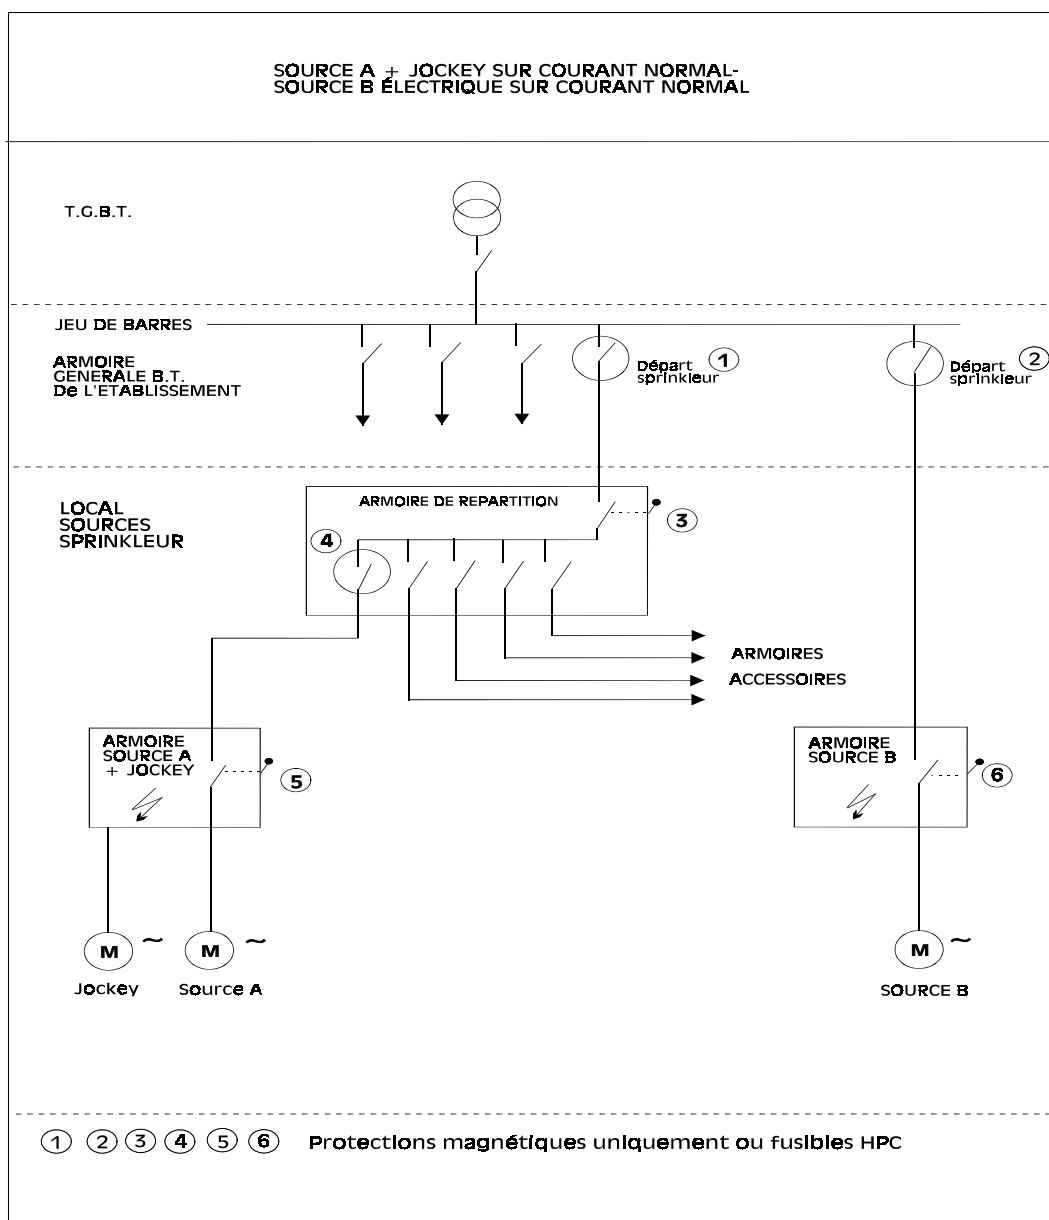 SOURCE A + JOCKEY SUR COURANT NORMAL-
SOURCE B ÉLECTRIQUE SUR COURANT NORMAL
T.G.B.T.
JEU DE BARRES
ARMOIRE
GENERALE B.T.
De L'ETABLISSEMENT
Départ
sprinkleur
1
Départ
sprinkleur
2
LOCAL
SOURCES
SPRINKLEUR
ARMOIRE DE REPARTITION
3
4
ARMOIRES
ACCESSOIRES
ARMOIRE
SOURCE A
+ JOCKEY
5
ARMOIRE
SOURCE B
6
M ~
M ~
M ~
Jockey
Source A
SOURCE B
1 2 3 4 5 6 Protections magnétiques uniquement ou fusibles HPC